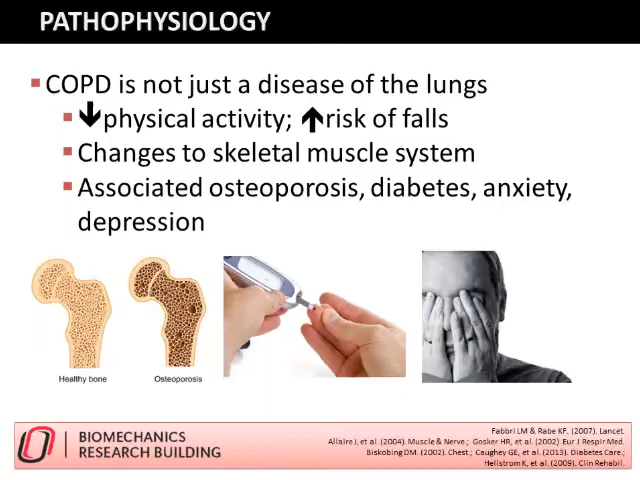 PATHOPHYSIOLOGY
▪COPD is not just a disease of the lungs
▪🡇physical activity; 🡅risk of falls
▪Changes to skeletal muscle system
▪Associated osteoporosis, diabetes, anxiety,
depression
Healthy bone
Osteoporosis
BIOMECHANICS
RESEARCH BUILDING
Fabbri LM & Rabe KF. (2007). Lancet.
Allaire J, et al. (2004). Muscle & Nerve.; Gosker HR, et al. (2002) Eur J Respir Med.
Biskobing DM. (2002). Chest.; Caughey GE, et al. (2013). Diabetes Care.;
Hellstrom K, et al. (2009). Clin Rehabil.